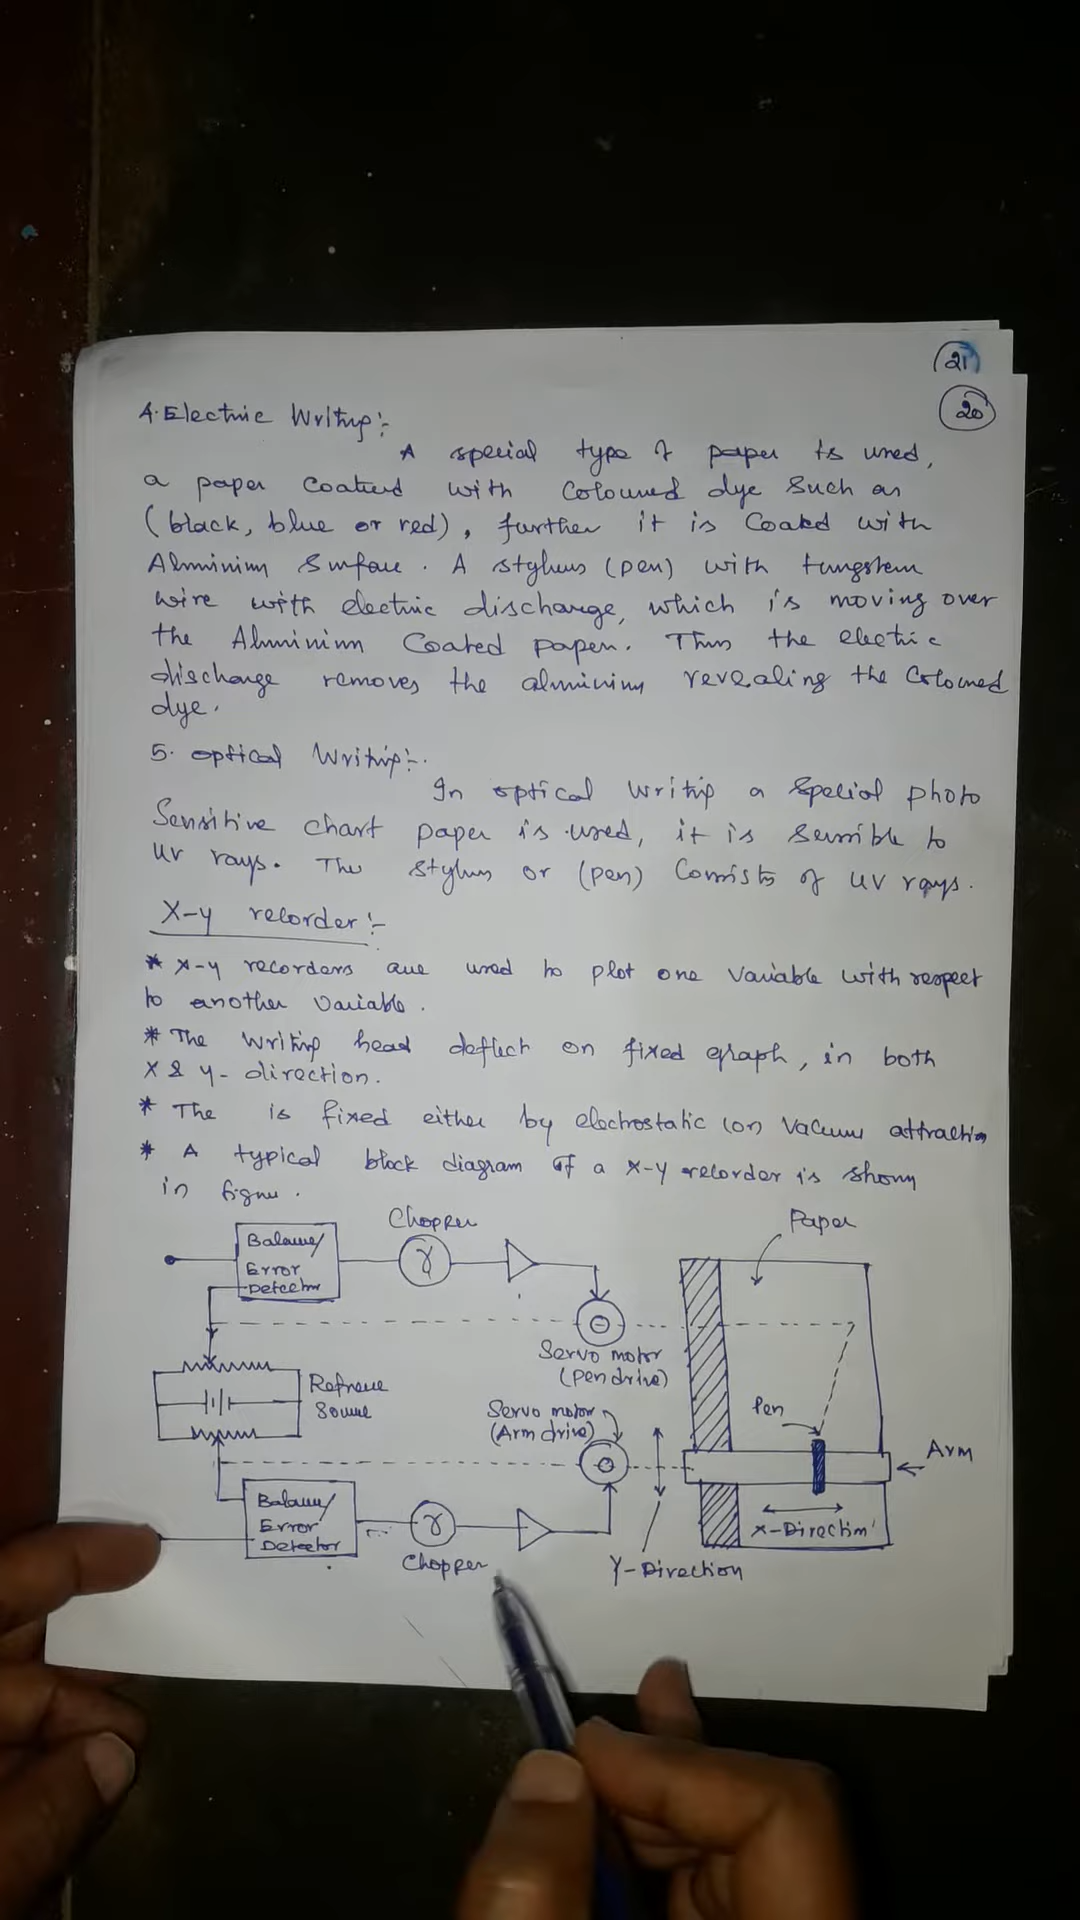 21
20
4. Electric Writing:-
A special type of paper is used,
a paper coated with coloured dye such as
(black, blue or red), further it is coated with
Aluminium Surface. A stylus (pen) with tungsten
wire with electric discharge, which is moving over
the Aluminium Coated paper. Thus the electric
discharge removes the aluminium revealing the coloured
dye.
5. optical Writing:-
In optical writing a special photo
Sensitive chart paper is used, it is sensible to
UV rays. The stylus or (pen) Consists of UV rays.
X-y recorder:-
* X-y recorders are used to plot one variable with respect
to another variable.
* The writing head deflect on fixed graph, in both
X & y- direction.
* The is fixed either by electrostatic (or) vacuum attraction
* A typical block diagram of a x-y recorder is shown
in figure.
Balance/
Error
Detector
Chopper
Paper
Servo motor
(pen drive)
Refrence
Source
Servo motor
(Arm drive)
Pen
Arm
Balance/
Error
Detector
Chopper
X-Direction
Y-Direction